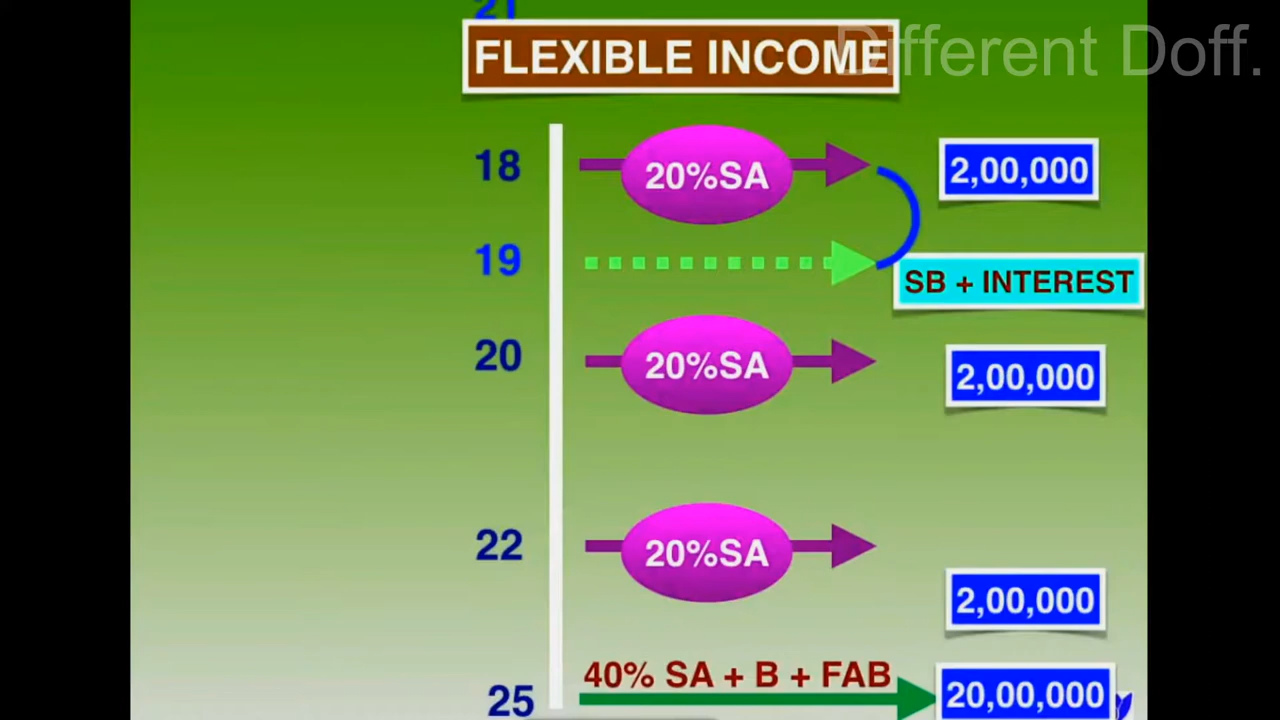 21
FLEXIBLE INCOME
Different Doff.
18 20%SA 2,00,000
19 SB + INTEREST
20 20%SA 2,00,000
22 20%SA 2,00,000
40% SA + B + FAB
25 20,00,000